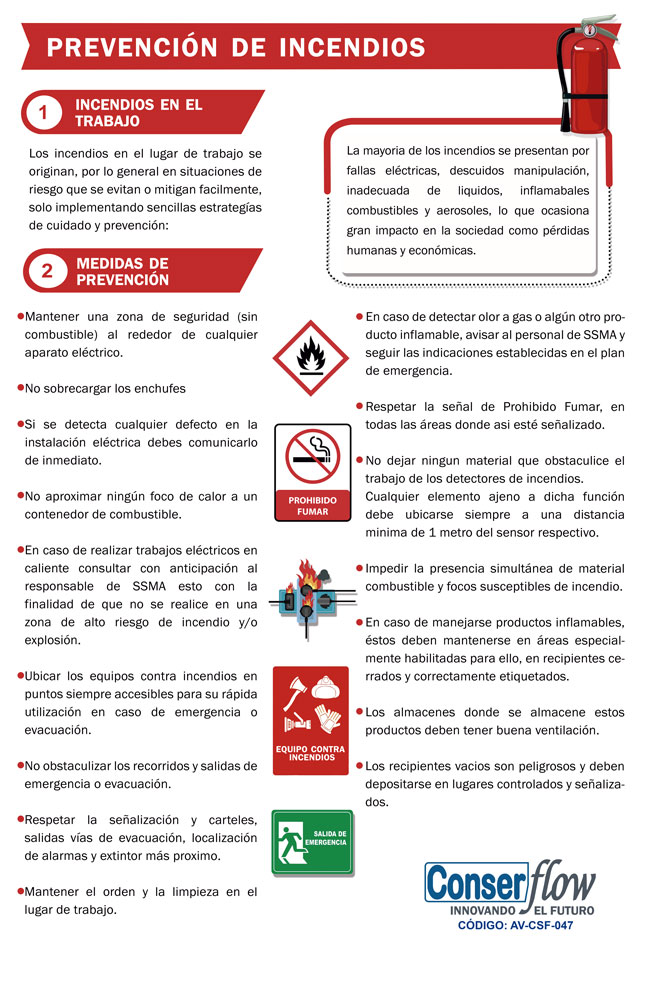 PREVENCIÓN DE INCENDIOS
1
INCENDIOS EN EL
TRABAJO
Los incendios en el lugar de trabajo se
originan, por lo general en situaciones de
riesgo que se evitan o mitigan facilmente,
solo implementando sencillas estrategías
de cuidado y prevención:
La mayoria de los incendios se presentan por
fallas eléctricas, descuidos manipulación,
inadecuada de liquidos, inflamabales
combustibles y aerosoles, lo que ocasiona
gran impacto en la sociedad como pérdidas
humanas y económicas.
2
MEDIDAS DE
PREVENCIÓN
Mantener una zona de seguridad (sin
combustible) al rededor de cualquier
aparato eléctrico.
No sobrecargar los enchufes
Si se detecta cualquier defecto en la
instalación eléctrica debes comunicarlo
de inmediato.
No aproximar ningún foco de calor a un
contenedor de combustible.
En caso de realizar trabajos eléctricos en
caliente consultar con anticipación al
responsable de SSMA esto con la
finalidad de que no se realice en una
zona de alto riesgo de incendio y/o
explosión.
Ubicar los equipos contra incendios en
puntos siempre accesibles para su rápida
utilización en caso de emergencia o
evacuación.
No obstaculizar los recorridos y salidas de
emergencia o evacuación.
Respetar la señalización y carteles,
salidas vías de evacuación, localización
de alarmas y extintor más proximo.
Mantener el orden y la limpieza en el
lugar de trabajo.
PROHIBIDO
FUMAR
EQUIPO CONTRA
INCENDIOS
SALIDA DE
EMERGENCIA
En caso de detectar olor a gas o algún otro pro-
ducto inflamable, avisar al personal de SSMA y
seguir las indicaciones establecidas en el plan
de emergencia.
Respetar la señal de Prohibido Fumar, en
todas las áreas donde asi esté señalizado.
No dejar ningun material que obstaculice el
trabajo de los detectores de incendios.
Cualquier elemento ajeno a dicha función
debe ubicarse siempre a una distancia
minima de 1 metro del sensor respectivo.
Impedir la presencia simultánea de material
combustible y focos susceptibles de incendio.
En caso de manejarse productos inflamables,
éstos deben mantenerse en áreas especial-
mente habilitadas para ello, en recipientes ce-
rrados y correctamente etiquetados.
Los almacenes donde se almacene estos
productos deben tener buena ventilación.
Los recipientes vacios son peligrosos y deben
depositarse en lugares controlados y señaliza-
dos.
Conserflow
INNOVANDO EL FUTURO
CÓDIGO: AV-CSF-047